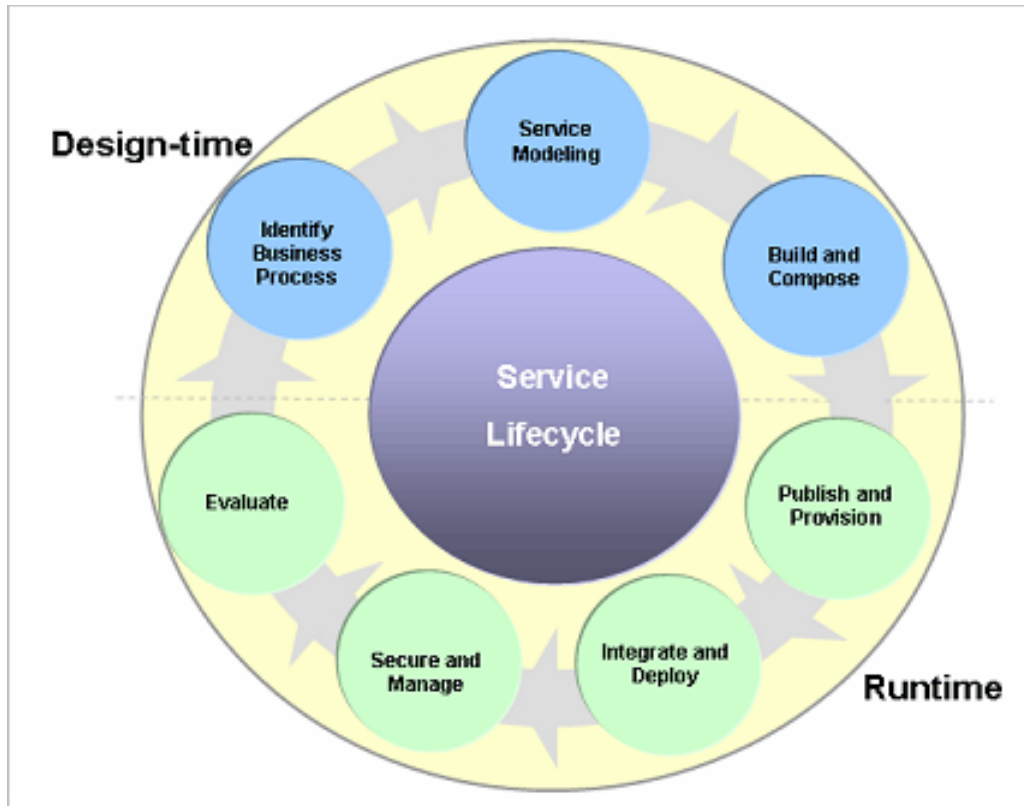 Design-time
Service
Modeling
Identify
Business
Process
Build and
Compose
Service
Lifecycle
Evaluate
Publish and
Provision
Secure and
Manage
Integrate and
Deploy
Runtime